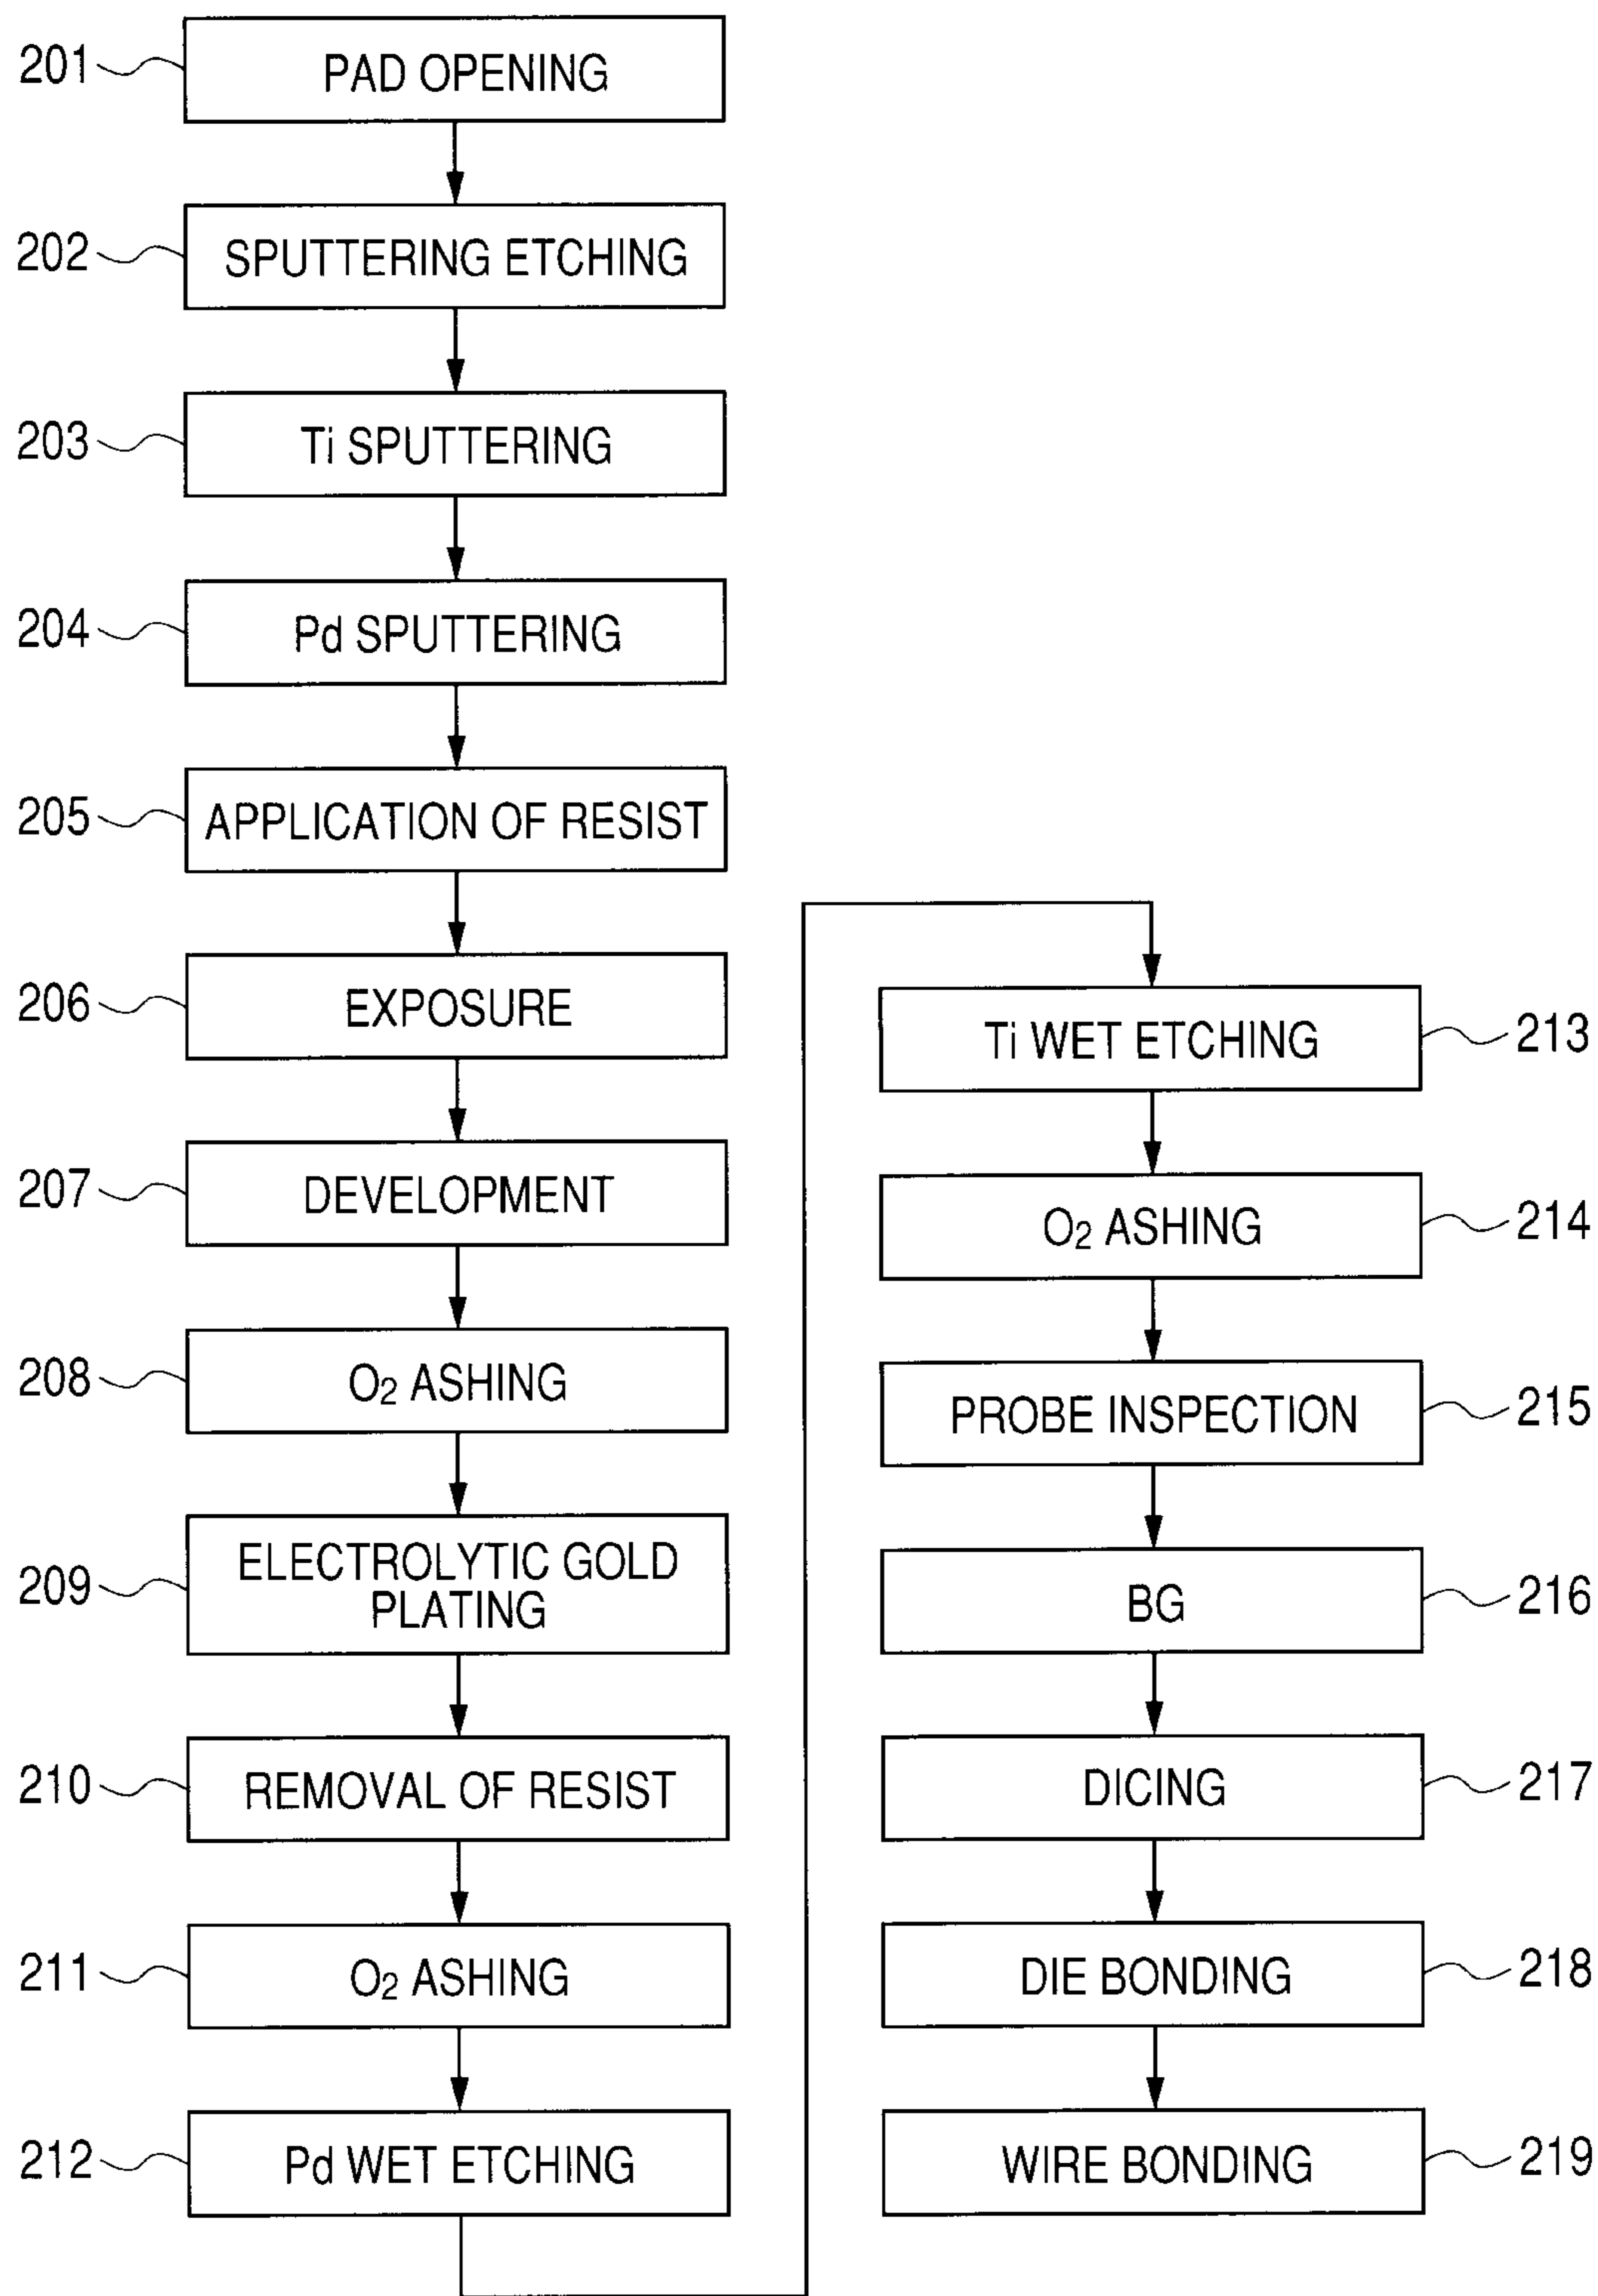 201 PAD OPENING
202 SPUTTERING ETCHING
203 Ti SPUTTERING
204 Pd SPUTTERING
205 APPLICATION OF RESIST
206 EXPOSURE
207 DEVELOPMENT
208 O2 ASHING
209 ELECTROLYTIC GOLD
PLATING
210 REMOVAL OF RESIST
211 O2 ASHING
212 Pd WET ETCHING
Ti WET ETCHING 213
O2 ASHING 214
PROBE INSPECTION 215
BG 216
DICING 217
DIE BONDING 218
WIRE BONDING 219